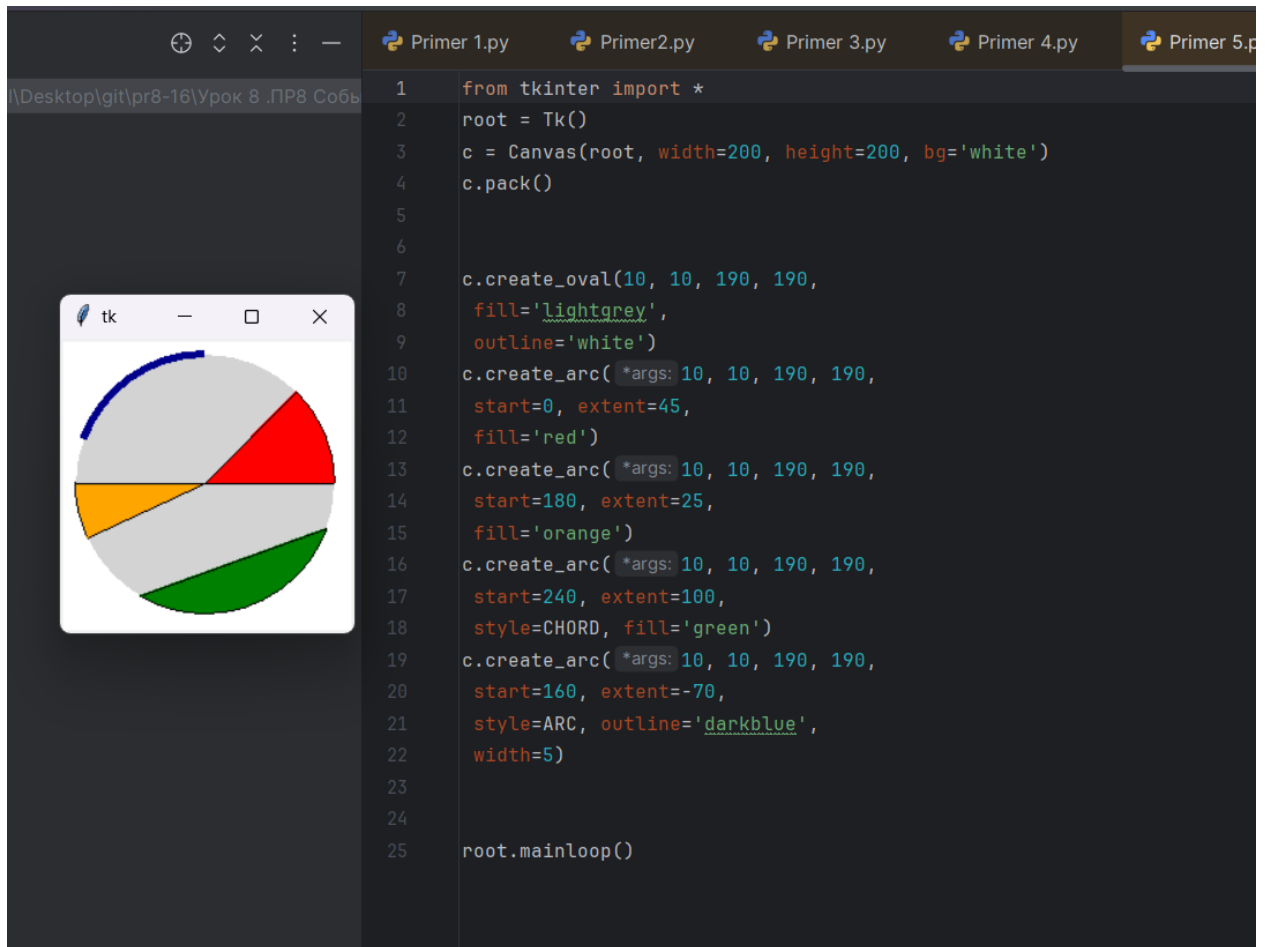 Primer 1.py Primer2.py Primer 3.py Primer 4.py Primer 5.p
l\Desktop\git\pr8-16\Урок 8 .ПР8 Собы
tk
1 from tkinter import *
2 root = Tk()
3 c = Canvas(root, width=200, height=200, bg='white')
4 c.pack()
5
6
7 c.create_oval(10, 10, 190, 190,
8 fill='lightgrey',
9 outline='white')
10 c.create_arc( *args: 10, 10, 190, 190,
11 start=0, extent=45,
12 fill='red')
13 c.create_arc( *args: 10, 10, 190, 190,
14 start=180, extent=25,
15 fill='orange')
16 c.create_arc( *args: 10, 10, 190, 190,
17 start=240, extent=100,
18 style=CHORD, fill='green')
19 c.create_arc( *args: 10, 10, 190, 190,
20 start=160, extent=-70,
21 style=ARC, outline='darkblue',
22 width=5)
23
24
25 root.mainloop()